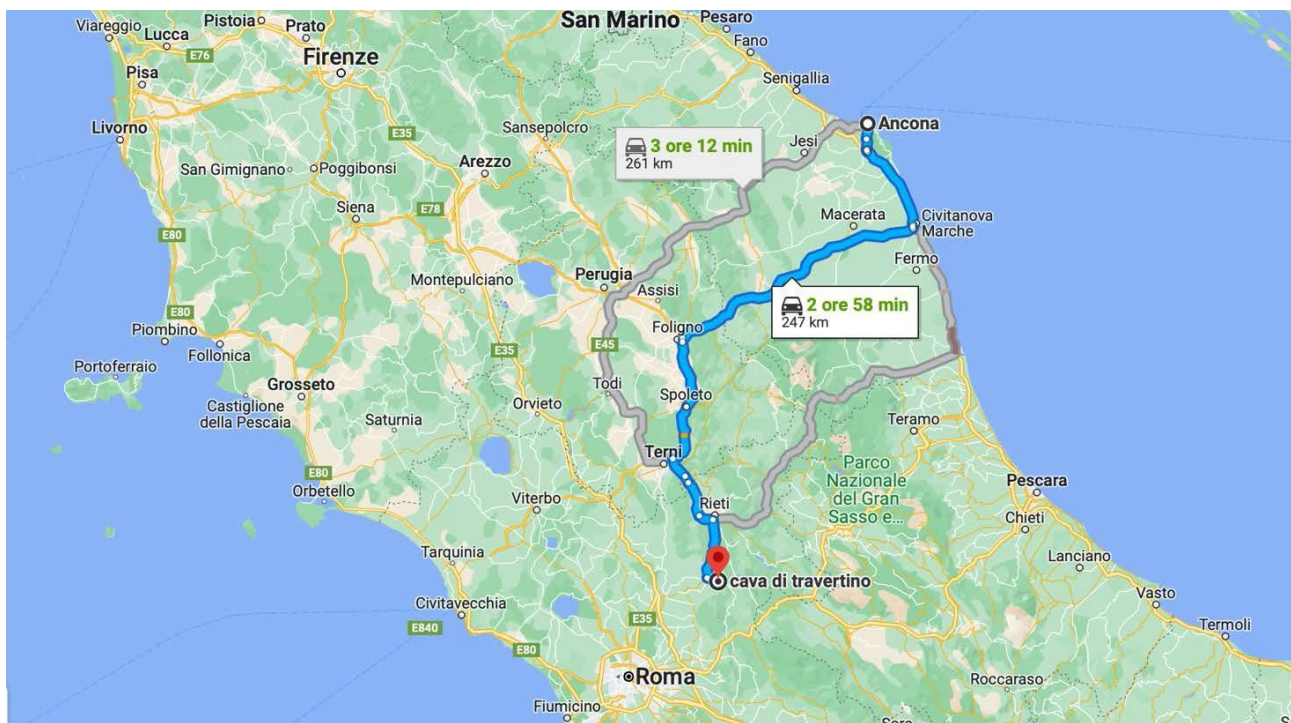 San Marino
Pesaro
Pistoia
Prato
Viareggio
Lucca
E76
Fano
Firenze
Pisa
Senigallia
Livorno
E35
Sansepolcro
Ancona
3 ore 12 min
261 km
Jesi
San Gimignano
Poggibonsi
Arezzo
Siena
E78
Macerata
Civitanova
Marche
E80
Fermo
Montepulciano
Perugia
Assisi
2 ore 58 min
247 km
E80
Piombino
Follonica
Foligno
E35
E45
Portoferraio
Grosseto
Todi
Spoleto
Castiglione
della Pescaia
Saturnia
Orvieto
Teramo
Terni
Parco
Nazionale
del Gran
Sasso e...
E80
Orbetello
Viterbo
Rieti
Pescara
Chieti
Tarquinia
Lanciano
cava di travertino
Civitavecchia
Vasto
E840
E35
Termoli
E80
Roma
Roccaraso
Fiumicino